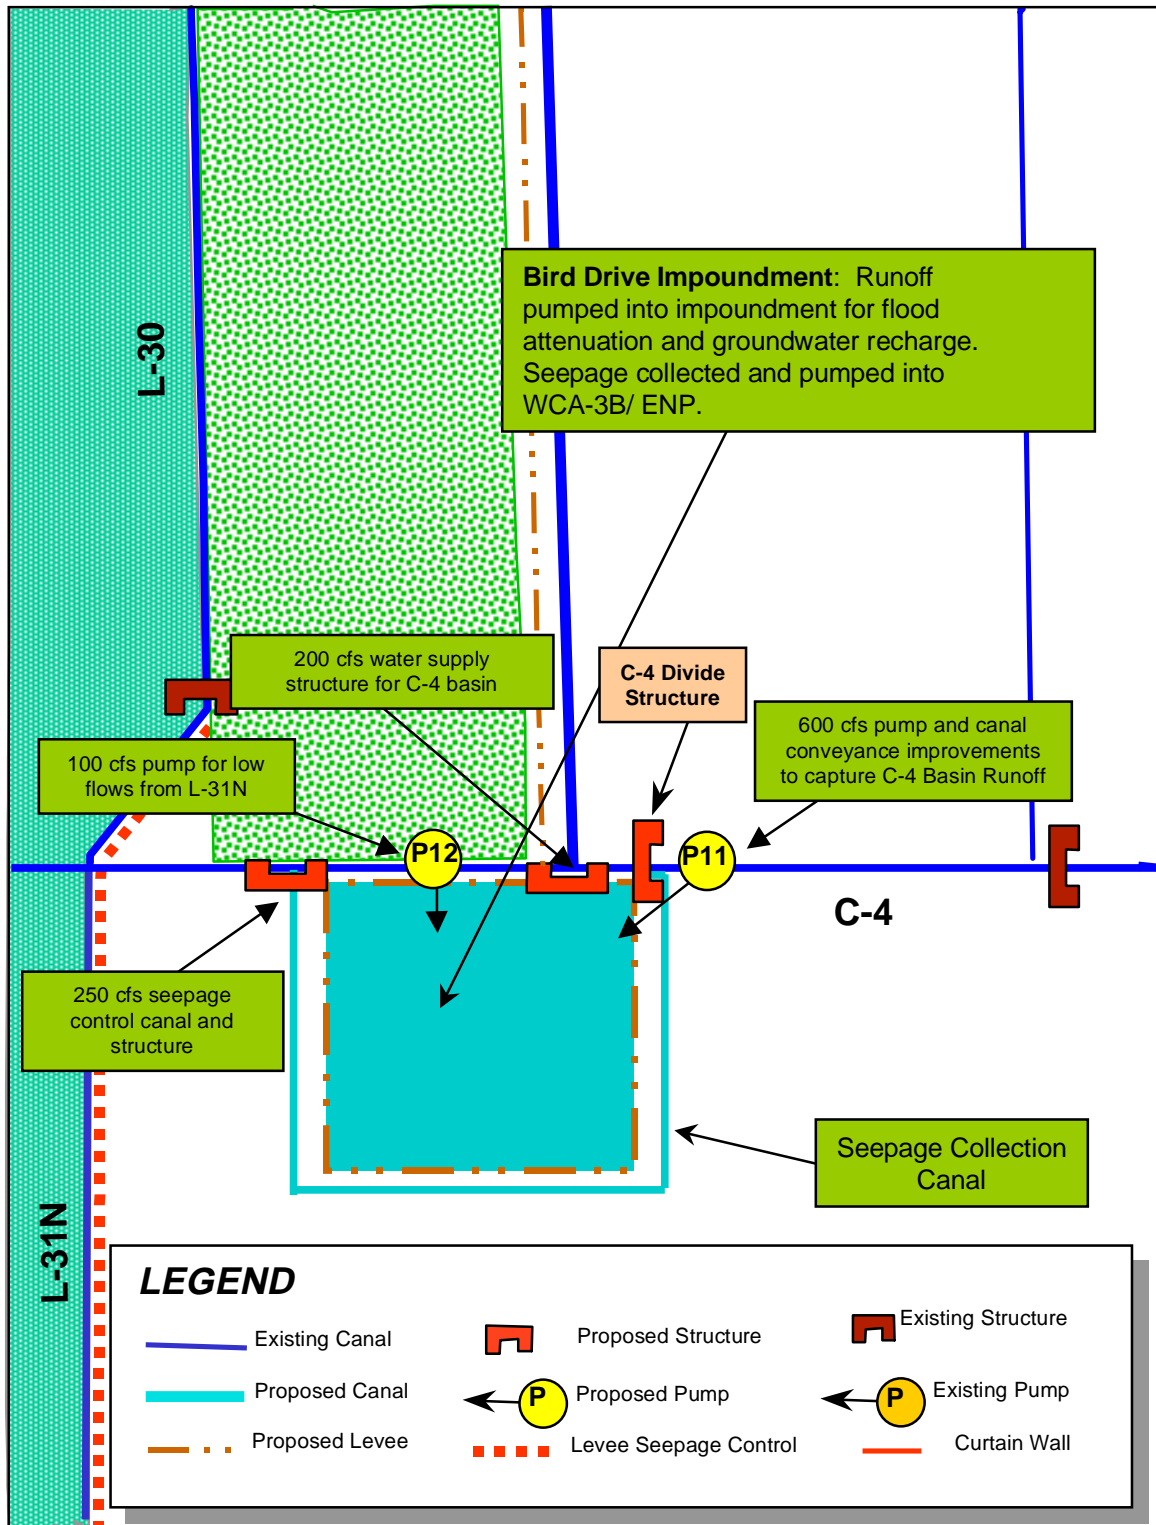 Bird Drive Impoundment: Runoff
pumped into impoundment for flood
attenuation and groundwater recharge.
Seepage collected and pumped into
WCA-3B/ ENP.
L-30
200 cfs water supply
structure for C-4 basin
C-4 Divide
Structure
600 cfs pump and canal
conveyance improvements
to capture C-4 Basin Runoff
100 cfs pump for low
flows from L-31N
P12
P11
C-4
250 cfs seepage
control canal and
structure
Seepage Collection
Canal
L-31N
LEGEND
Existing Canal
Proposed Structure
Existing Structure
Proposed Canal
P
Proposed Pump
P
Existing Pump
Proposed Levee
Levee Seepage Control
Curtain Wall